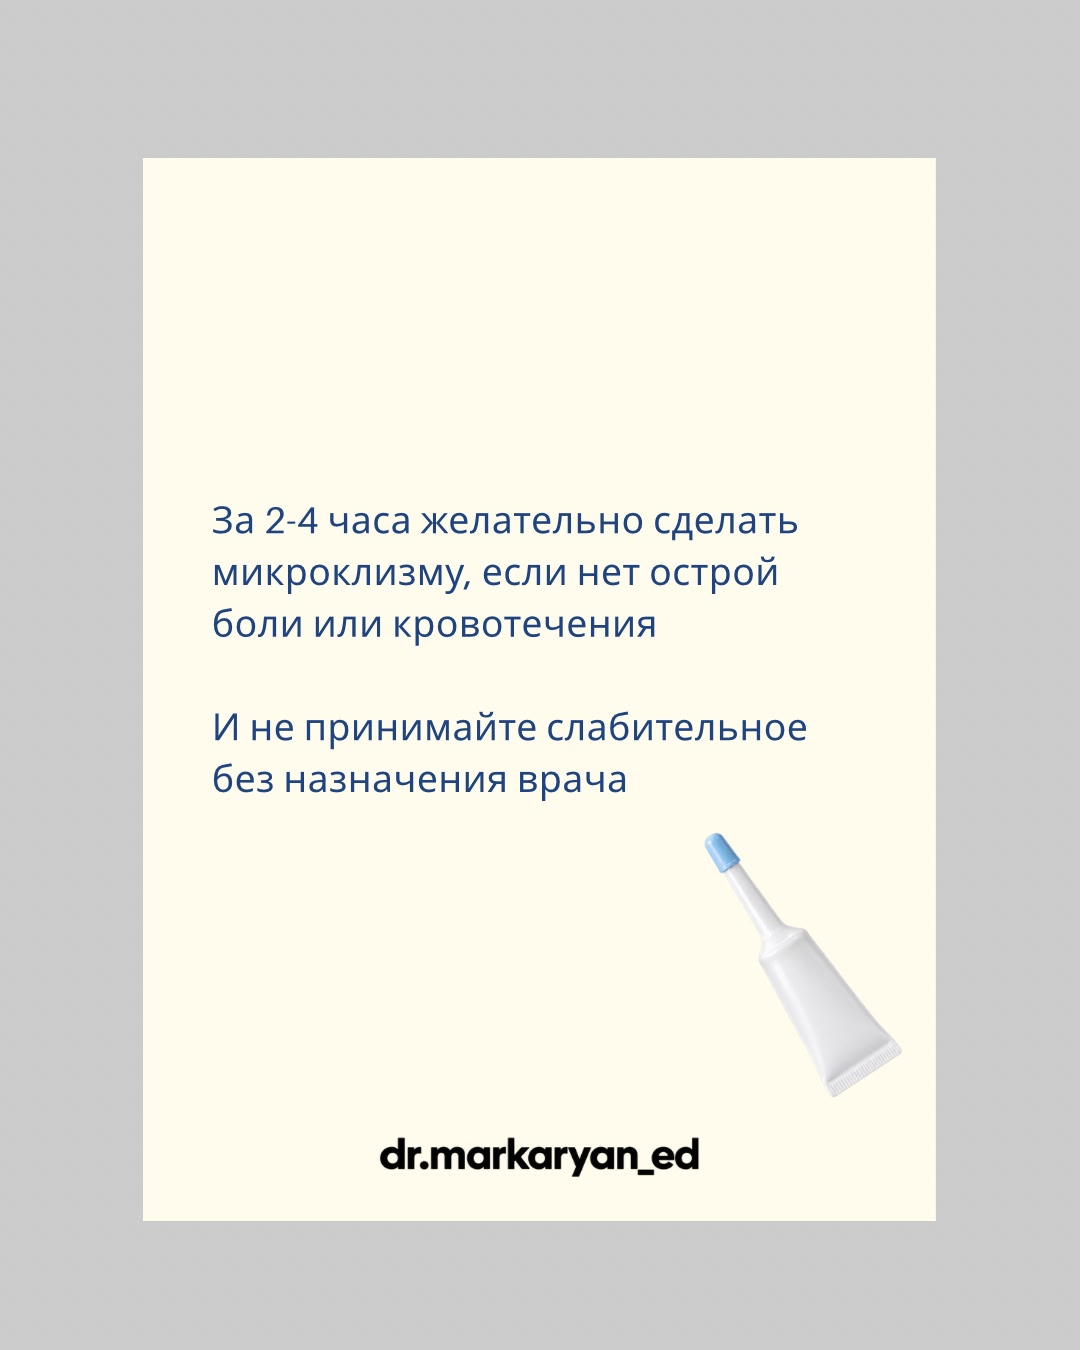 За 2-4 часа желательно сделать
микроклизму, если нет острой
боли или кровотечения
И не принимайте слабительное
без назначения врача
dr.markaryan_ed